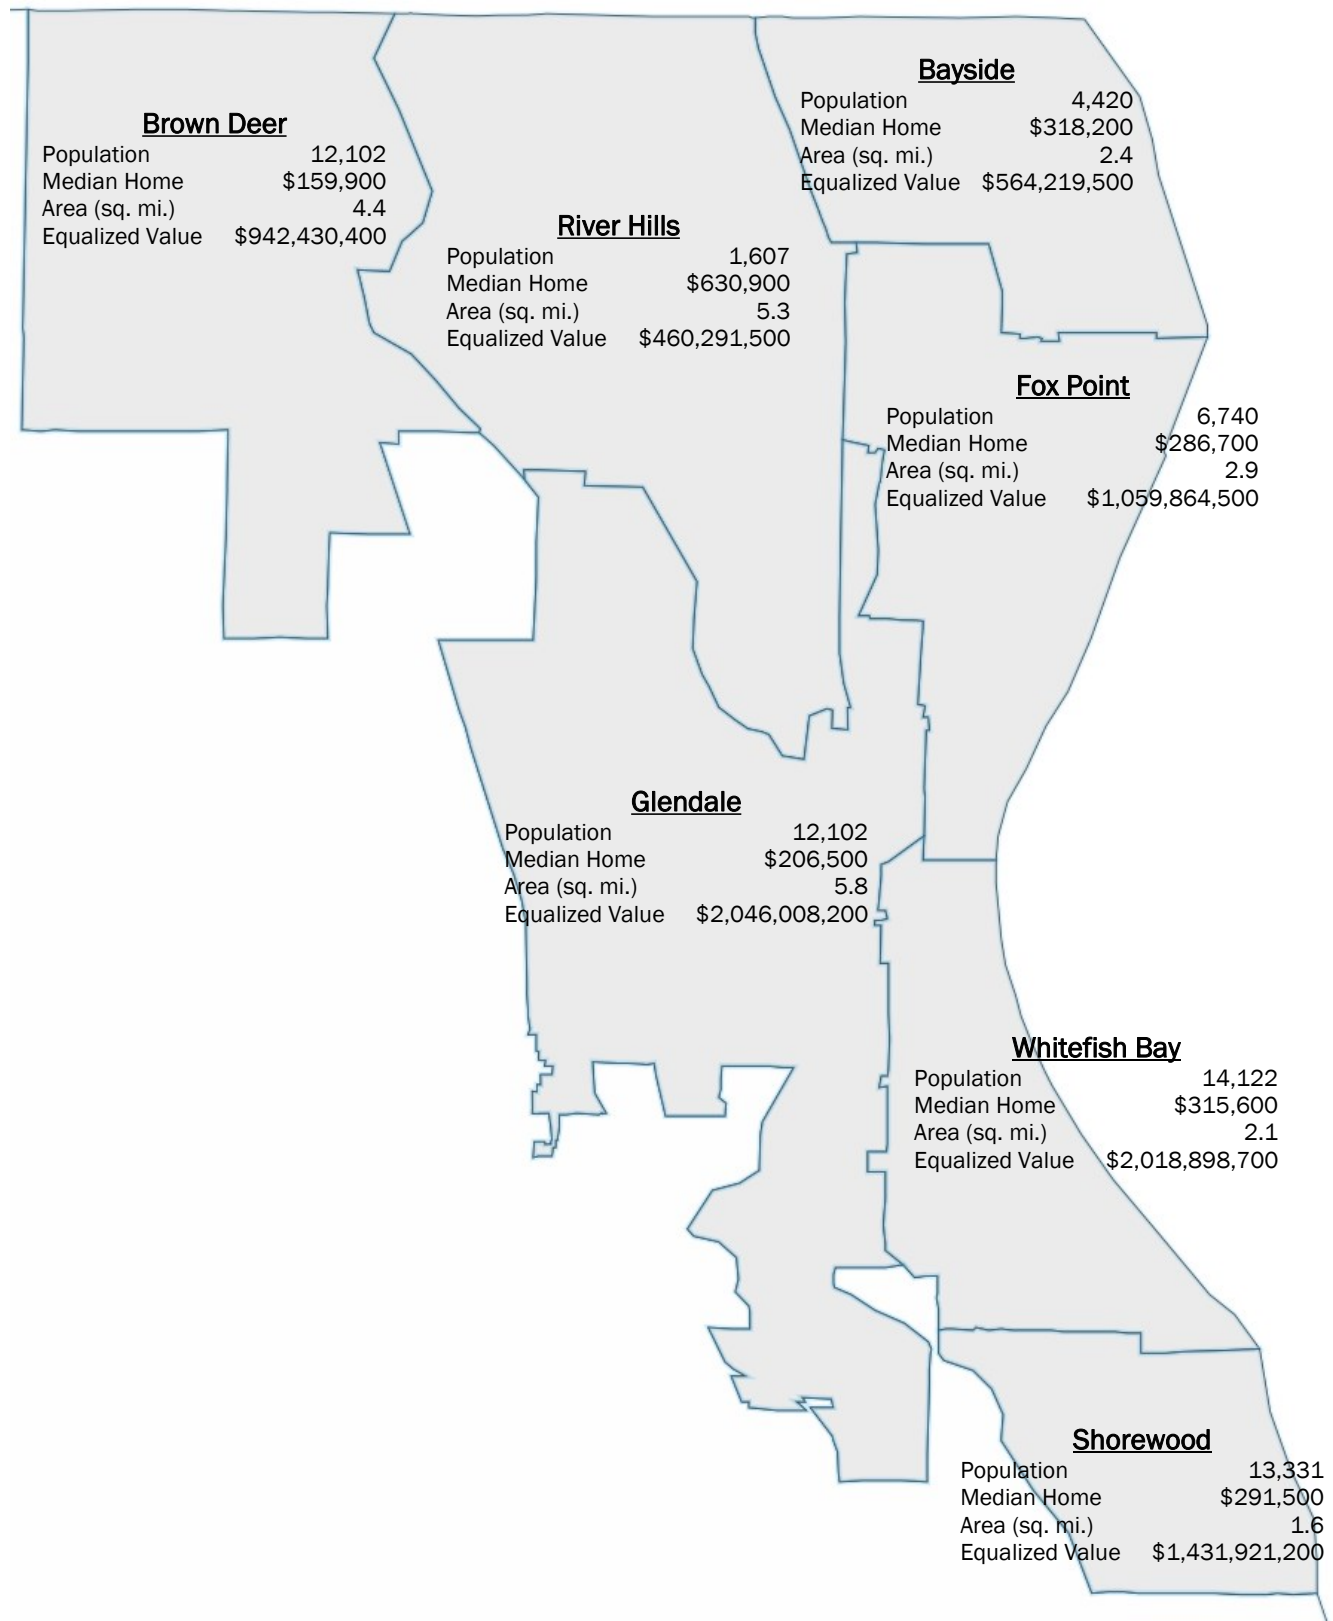 Bayside
Population 4,420
Median Home $318,200
Area (sq. mi.) 2.4
Equalized Value $564,219,500
Brown Deer
Population 12,102
Median Home $159,900
Area (sq. mi.) 4.4
Equalized Value $942,430,400
River Hills
Population 1,607
Median Home $630,900
Area (sq. mi.) 5.3
Equalized Value $460,291,500
Fox Point
Population 6,740
Median Home $286,700
Area (sq. mi.) 2.9
Equalized Value $1,059,864,500
Glendale
Population 12,102
Median Home $206,500
Area (sq. mi.) 5.8
Equalized Value $2,046,008,200
Whitefish Bay
Population 14,122
Median Home $315,600
Area (sq. mi.) 2.1
Equalized Value $2,018,898,700
Shorewood
Population 13,331
Median Home $291,500
Area (sq. mi.) 1.6
Equalized Value $1,431,921,200